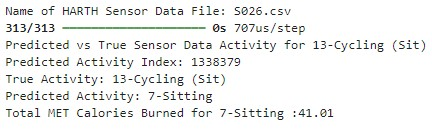 Name of HARTH Sensor Data File: S026.csv
313/313 ━━━━━━━━━━━━━━━━━━━━ 0s 707us/step
Predicted vs True Sensor Data Activity for 13-Cycling (Sit)
Predicted Activity Index: 1338379
True Activity: 13-Cycling (Sit)
Predicted Activity: 7-Sitting
Total MET Calories Burned for 7-Sitting :41.01